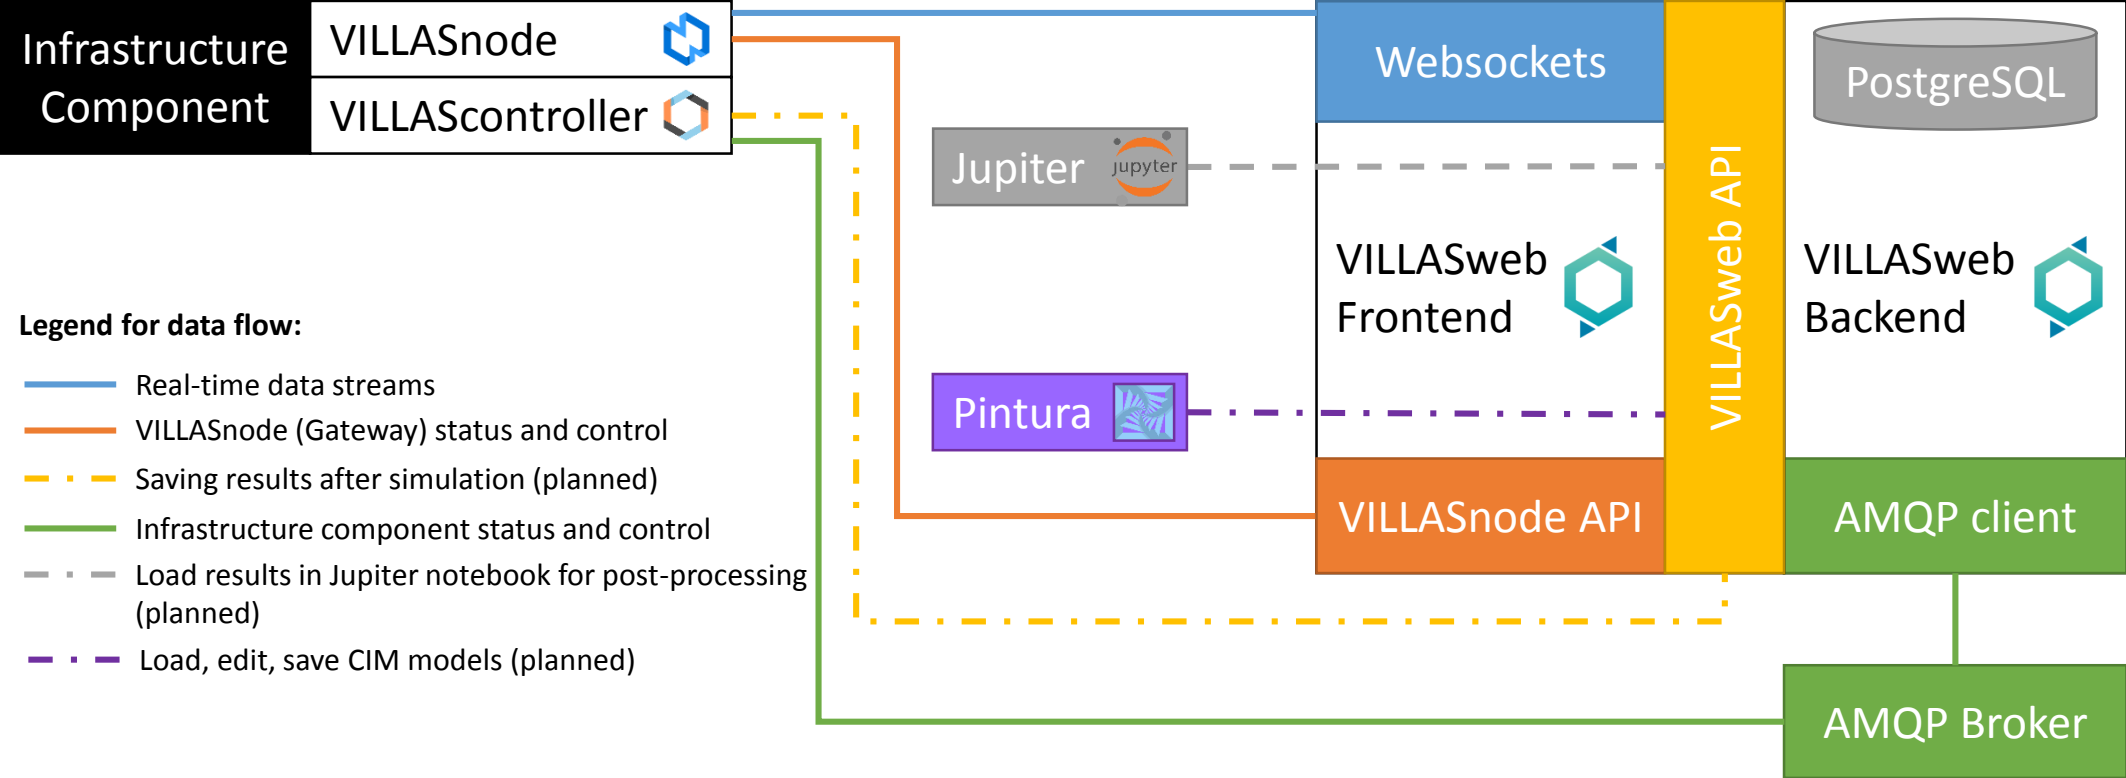 Infrastructure
Component
VILLASnode
VILLAScontroller
Websockets
PostgreSQL
Jupiter
jupyter
VILLASweb API
VILLASweb
Frontend
VILLASweb
Backend
Pintura
VILLASnode API
AMQP client
AMQP Broker
Legend for data flow:
Real-time data streams
VILLASnode (Gateway) status and control
Saving results after simulation (planned)
Infrastructure component status and control
Load results in Jupiter notebook for post-processing
(planned)
Load, edit, save CIM models (planned)